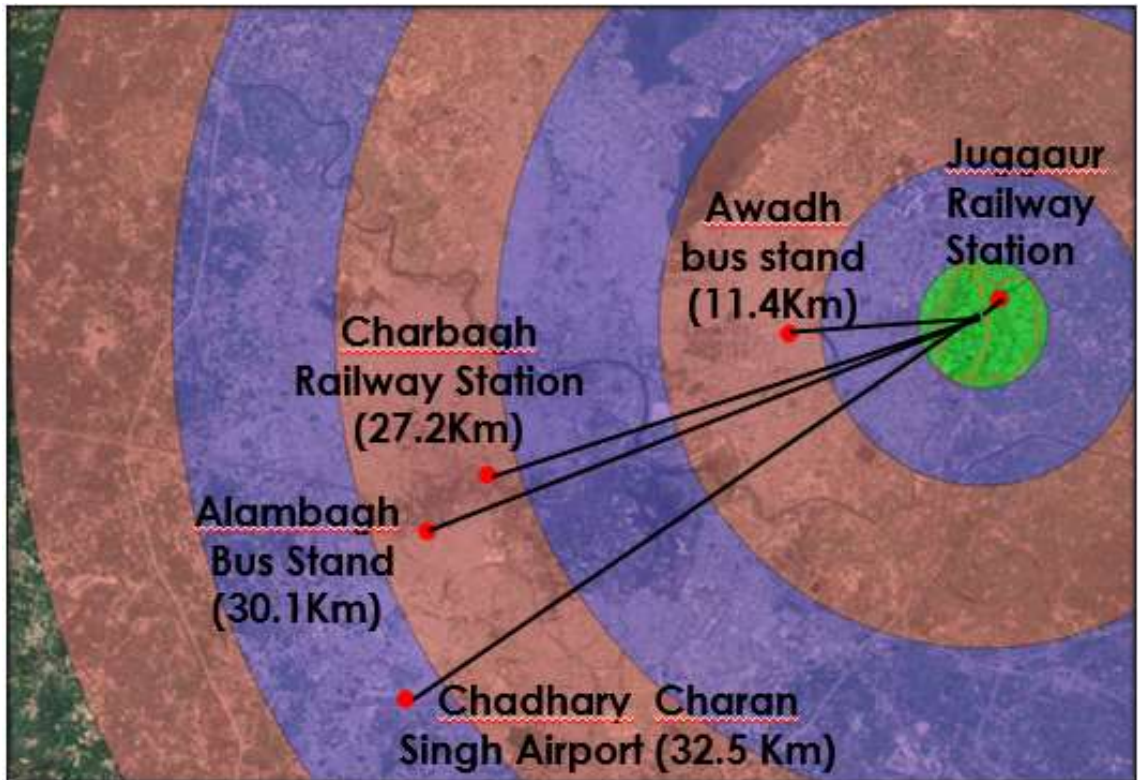 Juggaur
Railway
Station
Awadh
bus stand
(11.4Km)
Charbagh
Railway Station
(27.2Km)
Alambagh
Bus Stand
(30.1Km)
Chadhary Charan
Singh Airport (32.5 Km)